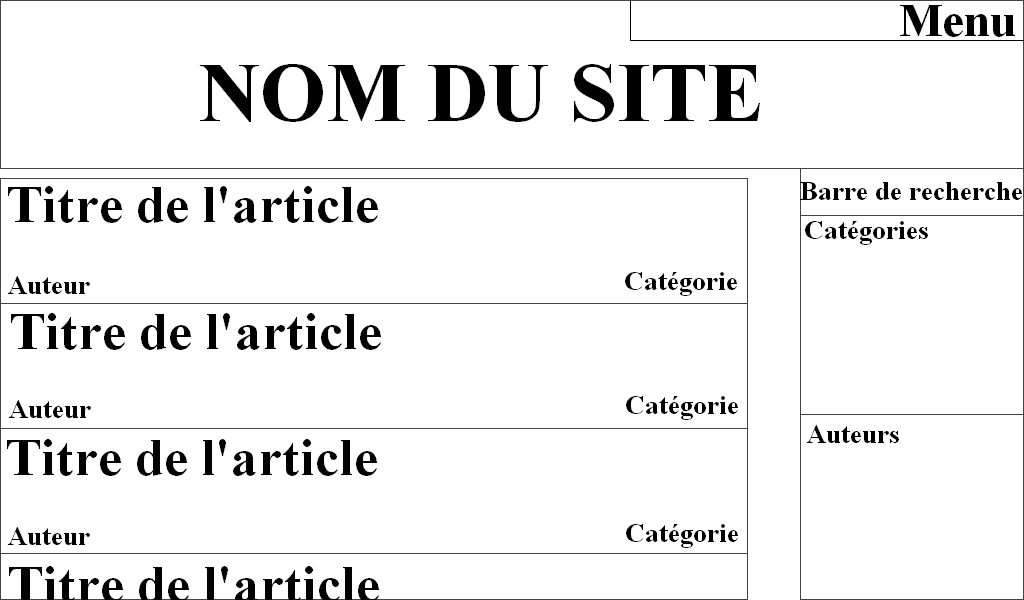 Menu
NOM DU SITE
Titre de l'article
Auteur
Catégorie
Titre de l'article
Auteur
Catégorie
Titre de l'article
Auteur
Catégorie
Titre de l'article
Barre de recherche
Catégories
Auteurs